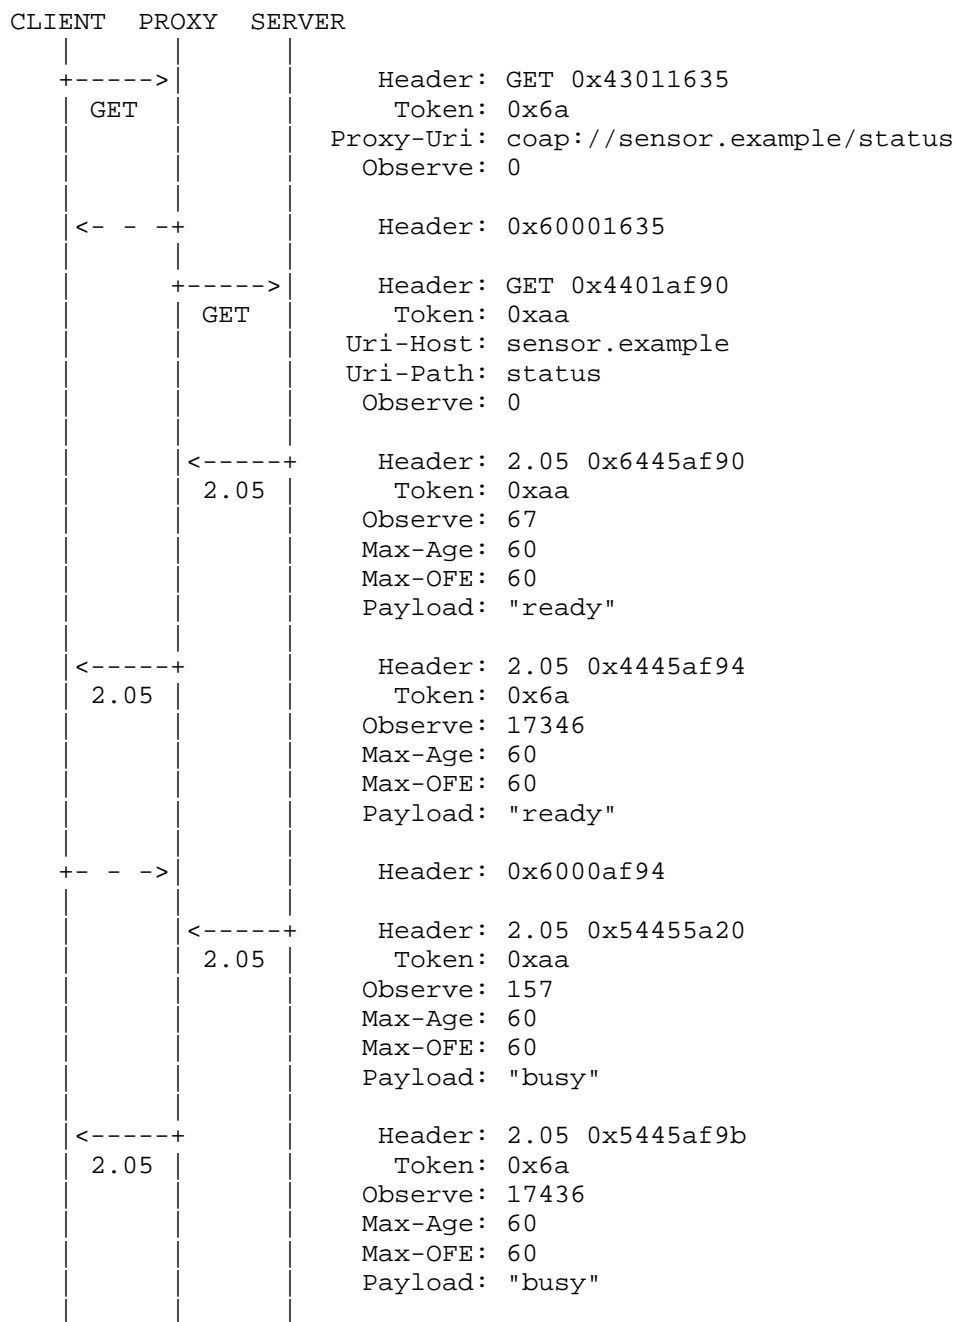 CLIENT  PROXY  SERVER
   |      |      |
   +----->|      |     Header: GET 0x43011635
   | GET  |      |      Token: 0x6a
   |      |      |  Proxy-Uri: coap://sensor.example/status
   |      |      |    Observe: 0
   |      |      |
   |<- - -+      |     Header: 0x60001635
   |      |      |
   |      +----->|     Header: GET 0x4401af90
   |      | GET  |      Token: 0xaa
   |      |      |   Uri-Host: sensor.example
   |      |      |   Uri-Path: status
   |      |      |    Observe: 0
   |      |      |
   |      |<-----+     Header: 2.05 0x6445af90
   |      | 2.05 |      Token: 0xaa
   |      |      |    Observe: 67
   |      |      |    Max-Age: 60
   |      |      |    Max-OFE: 60
   |      |      |    Payload: "ready"
   |      |      |
   |<-----+      |     Header: 2.05 0x4445af94
   | 2.05 |      |      Token: 0x6a
   |      |      |    Observe: 17346
   |      |      |    Max-Age: 60
   |      |      |    Max-OFE: 60
   |      |      |    Payload: "ready"
   |      |      |
   +- - ->|      |     Header: 0x6000af94
   |      |      |
   |      |<-----+     Header: 2.05 0x54455a20
   |      | 2.05 |      Token: 0xaa
   |      |      |    Observe: 157
   |      |      |    Max-Age: 60
   |      |      |    Max-OFE: 60
   |      |      |    Payload: "busy"
   |      |      |
   |<-----+      |     Header: 2.05 0x5445af9b
   | 2.05 |      |      Token: 0x6a
   |      |      |    Observe: 17436
   |      |      |    Max-Age: 60
   |      |      |    Max-OFE: 60
   |      |      |    Payload: "busy"
   |      |      |